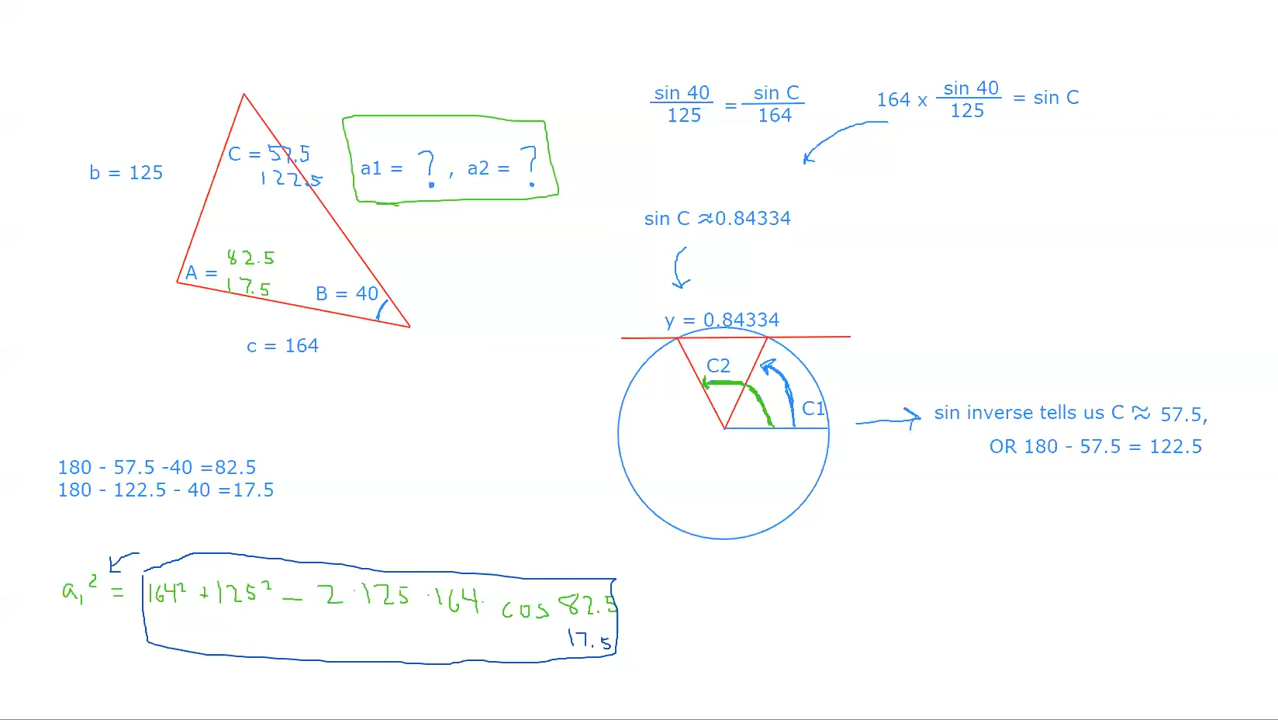 b = 125
C = 57.5
122.5
a1 = ? , a2 = ?
A = 82.5
17.5
B = 40
c = 164
sin 40 / 125 = sin C / 164
164 x sin 40 / 125 = sin C
sin C ≈ 0.84334
y = 0.84334
C2
C1
sin inverse tells us C ≈ 57.5,
OR 180 - 57.5 = 122.5
180 - 57.5 -40 =82.5
180 - 122.5 - 40 =17.5
a₁² = 164² + 125² - 2 · 125 · 164 · cos 82.5
17.5